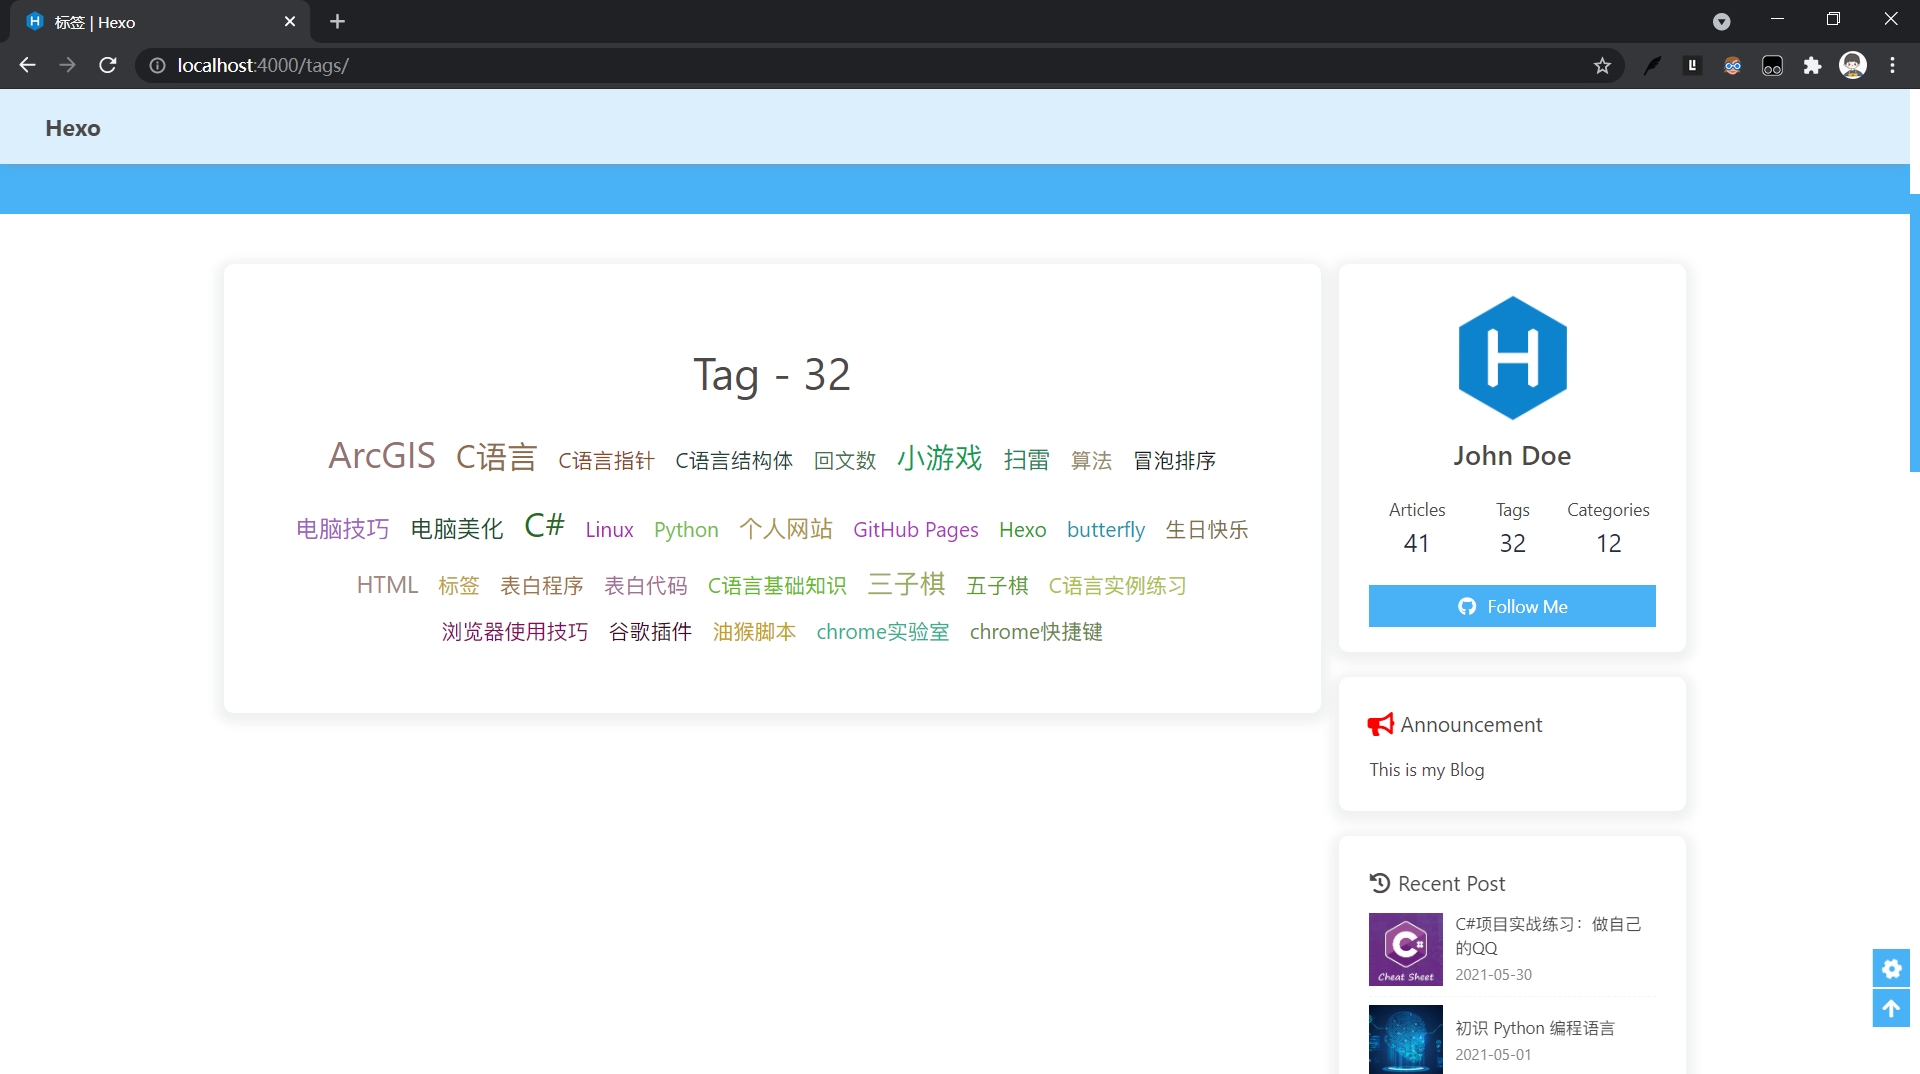 标签 | Hexo
localhost:4000/tags/
Hexo
Tag - 32
ArcGIS C语言 C语言指针 C语言结构体 回文数 小游戏 扫雷 算法 冒泡排序
电脑技巧 电脑美化 C# Linux Python 个人网站 GitHub Pages Hexo butterfly 生日快乐
HTML 标签 表白程序 表白代码 C语言基础知识 三子棋 五子棋 C语言实例练习
浏览器使用技巧 谷歌插件 油猴脚本 chrome实验室 chrome快捷键
John Doe
Articles Tags Categories
41 32 12
Follow Me
Announcement
This is my Blog
Recent Post
C#项目实战练习：做自己
的QQ
2021-05-30
Cheat Sheet
初识 Python 编程语言
2021-05-01